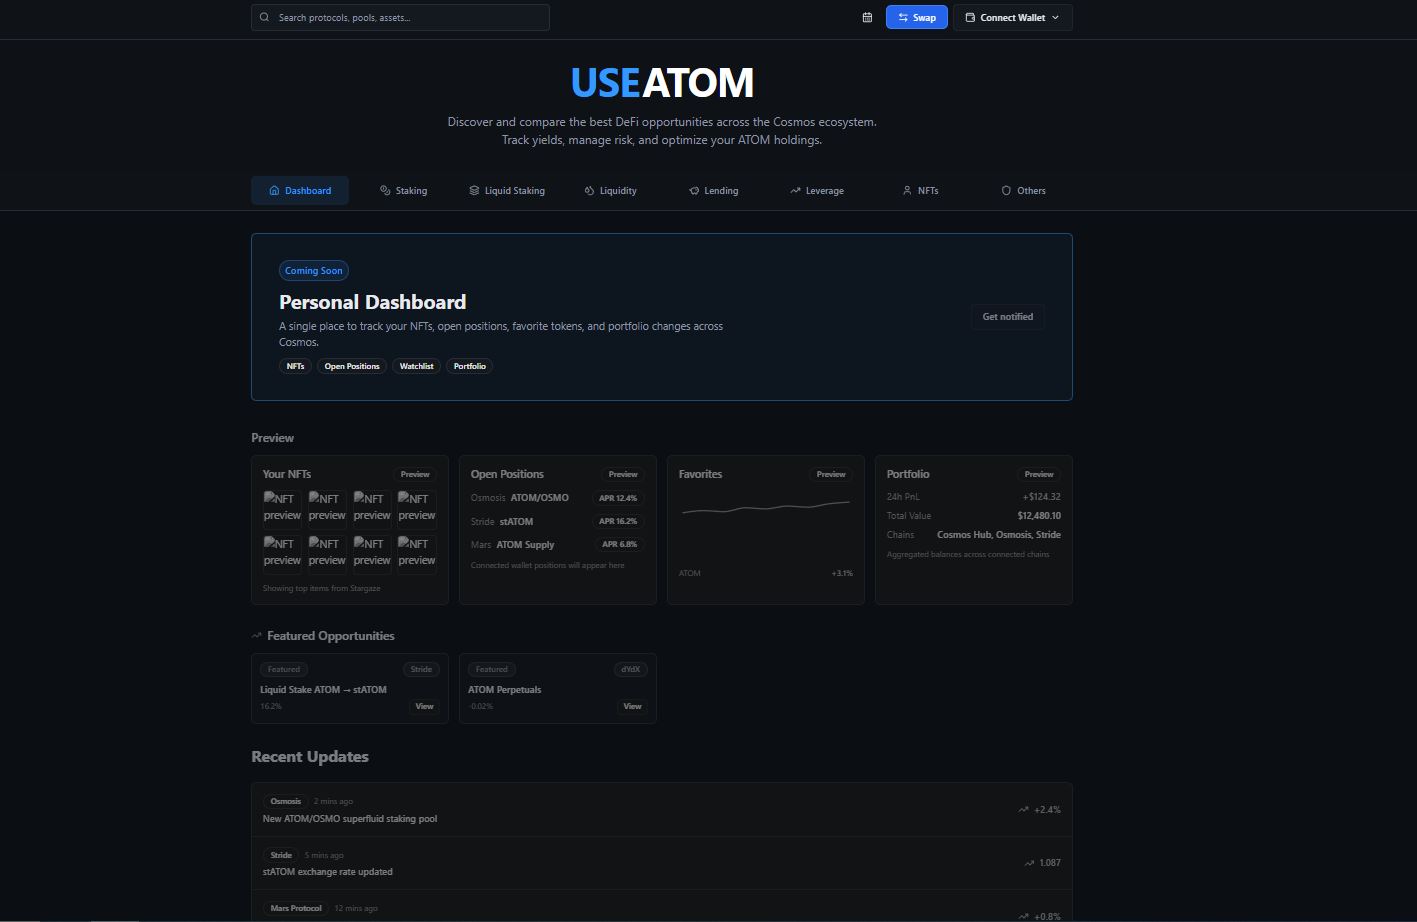 Search protocols, pools, assets...
Swap
Connect Wallet
USEATOM
Discover and compare the best DeFi opportunities across the Cosmos ecosystem.
Track yields, manage risk, and optimize your ATOM holdings.
Dashboard
Staking
Liquid Staking
Liquidity
Lending
Leverage
NFTs
Others
Coming Soon
Personal Dashboard
A single place to track your NFTs, open positions, favorite tokens, and portfolio changes across
Cosmos.
Get notified
NFTs
Open Positions
Watchlist
Portfolio
Preview
Your NFTs Preview
NFT preview
NFT preview
NFT preview
NFT preview
NFT preview
NFT preview
NFT preview
NFT preview
Showing top items from Stargaze
Open Positions Preview
Osmosis ATOM/OSMO APR 12.4%
Stride stATOM APR 16.2%
Mars ATOM Supply APR 6.8%
Connected wallet positions will appear here
Favorites Preview
ATOM +3.1%
Portfolio Preview
24h PnL +$124.32
Total Value $12,480.10
Chains Cosmos Hub, Osmosis, Stride
Aggregated balances across connected chains
Featured Opportunities
Featured Stride
Liquid Stake ATOM → stATOM
16.2% View
Featured dYdX
ATOM Perpetuals
-0.02% View
Recent Updates
Osmosis 2 mins ago
New ATOM/OSMO superfluid staking pool
+2.4%
Stride 5 mins ago
stATOM exchange rate updated
1.087
Mars Protocol 12 mins ago
+0.8%